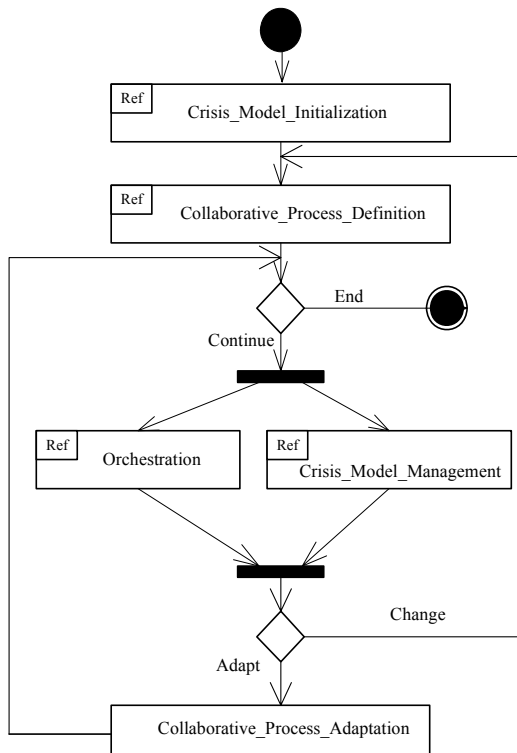 Ref
Crisis_Model_Initialization
Ref
Collaborative_Process_Definition
End
Continue
Ref
Orchestration
Ref
Crisis_Model_Management
Change
Adapt
Collaborative_Process_Adaptation